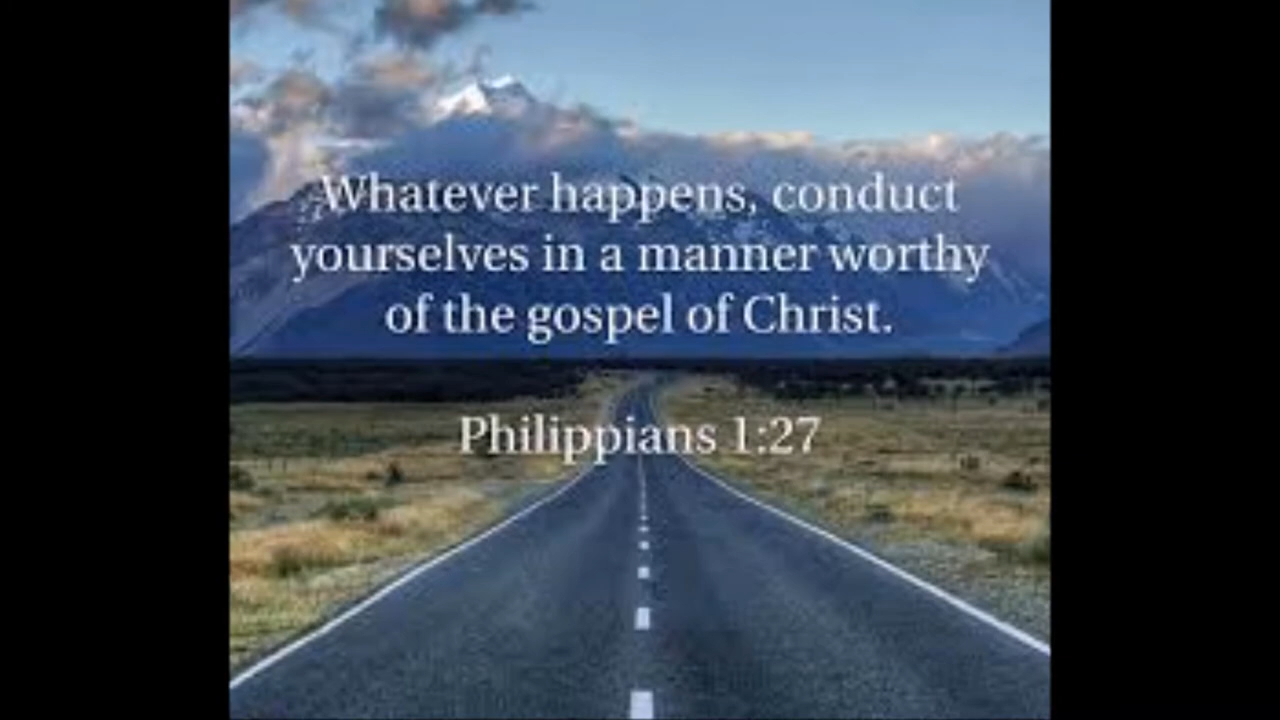 Whatever happens, conduct
yourselves in a manner worthy
of the gospel of Christ.
Philippians 1:27